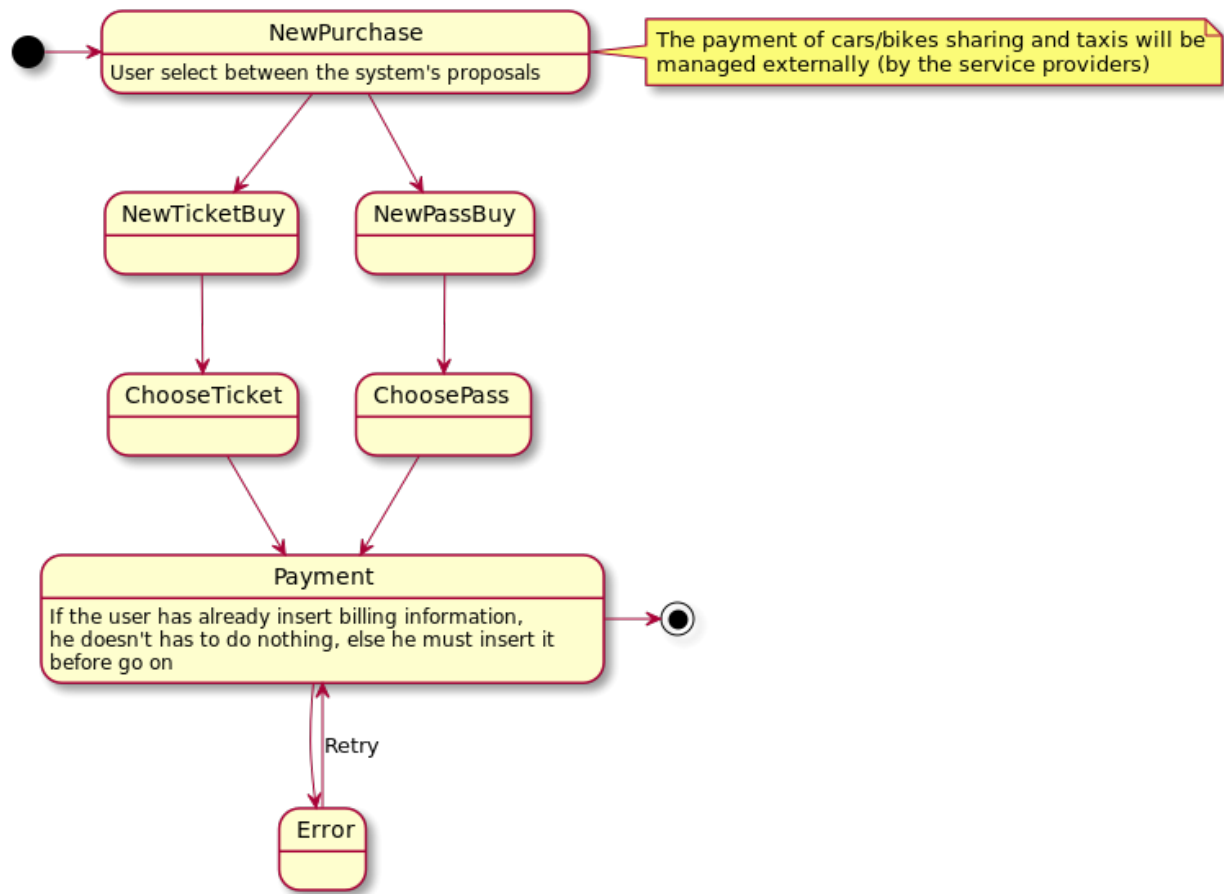 NewPurchase
User select between the system's proposals
The payment of cars/bikes sharing and taxis will be
managed externally (by the service providers)
NewTicketBuy
NewPassBuy
ChooseTicket
ChoosePass
Payment
If the user has already insert billing information,
he doesn't has to do nothing, else he must insert it
before go on
Retry
Error